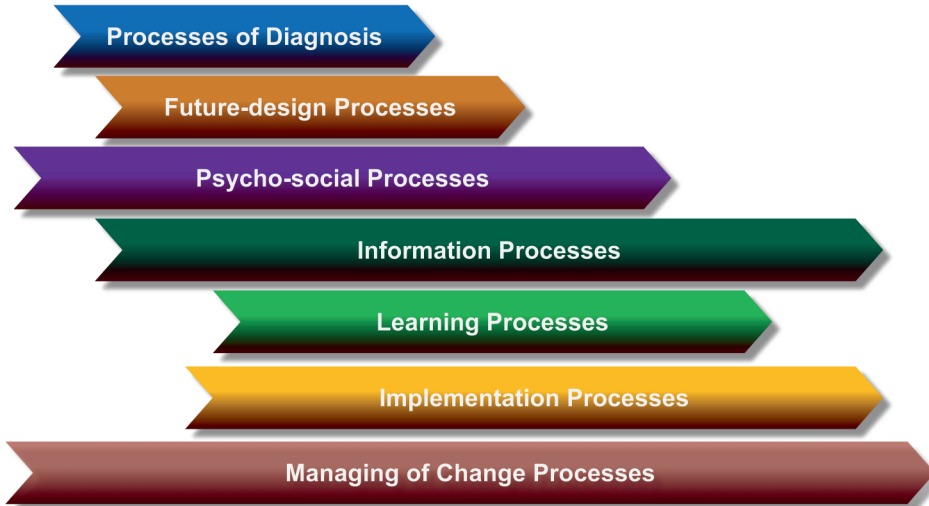 Processes of Diagnosis
Future-design Processes
Psycho-social Processes
Information Processes
Learning Processes
Implementation Processes
Managing of Change Processes